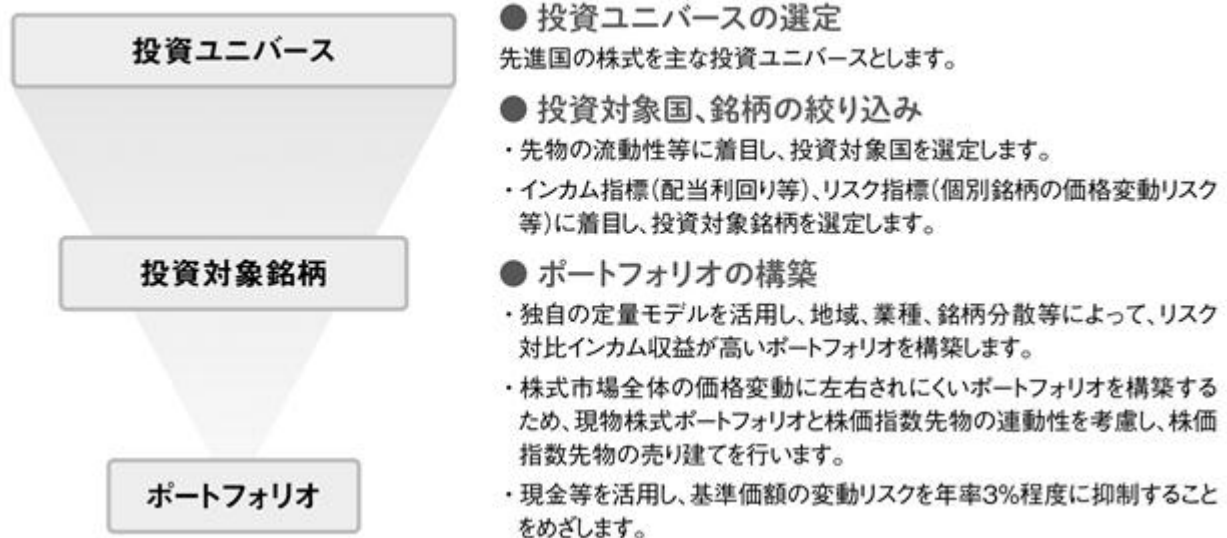 投資ユニバース
投資対象銘柄
ポートフォリオ
● 投資ユニバースの選定
先進国の株式を主な投資ユニバースとします。
● 投資対象国、銘柄の絞り込み
・先物の流動性等に着目し、投資対象国を選定します。
・インカム指標(配当利回り等)、リスク指標(個別銘柄の価格変動リスク
等)に着目し、投資対象銘柄を選定します。
● ポートフォリオの構築
・独自の定量モデルを活用し、地域、業種、銘柄分散等によって、リスク
対比インカム収益が高いポートフォリオを構築します。
・株式市場全体の価格変動に左右されにくいポートフォリオを構築する
ため、現物株式ポートフォリオと株価指数先物の連動性を考慮し、株価
指数先物の売り建てを行います。
・現金等を活用し、基準価額の変動リスクを年率3%程度に抑制すること
をめざします。